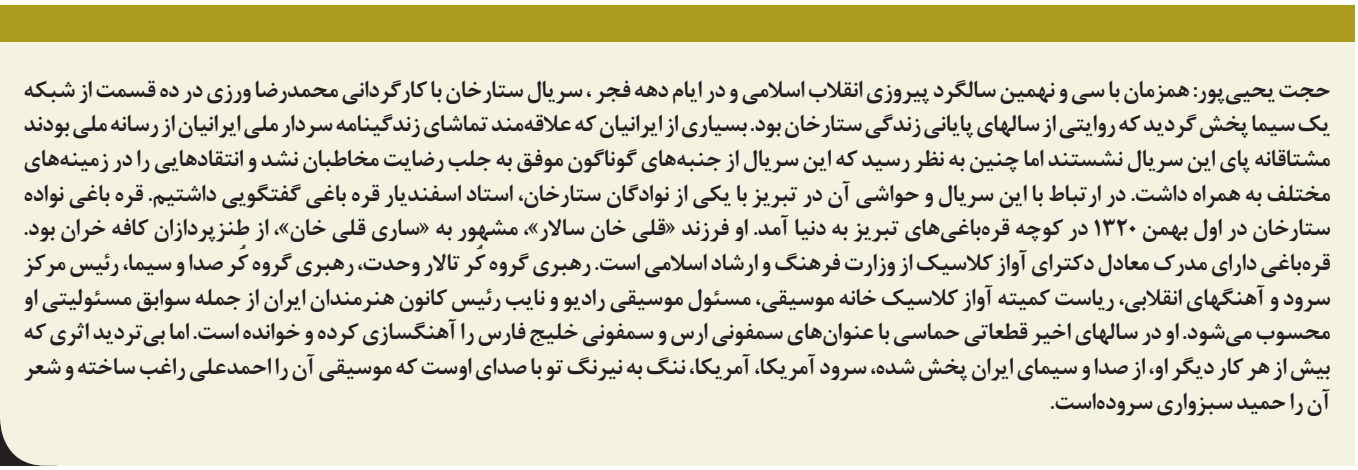 حجت یحیی‌پور: همزمان با سی و نهمین سالگرد پیروزی انقلاب اسلامی و در ایام دهه فجر ، سریال ستارخان با کارگردانی محمدرضا ورزی در ده قسمت از شبکه
یک سیما پخش گردید که روایتی از سالهای پایانی زندگی ستارخان بود. بسیاری از ایرانیان که علاقه‌مند تماشای زندگینامه سردار ملی ایرانیان از رسانه ملی بودند
مشتاقانه پای این سریال نشستند اما چنین به نظر رسید که این سریال از جنبه‌های گوناگون موفق به جلب رضایت مخاطبان نشد و انتقادهایی را در زمینه‌های
مختلف به همراه داشت. در ارتباط با این سریال و حواشی آن در تبریز با یکی از نوادگان ستارخان، استاد اسفندیار قره باغی گفتگویی داشتیم. قره باغی نواده
ستارخان در اول بهمن ۱۳۲۰ در کوچه قره‌باغی‌های تبریز به دنیا آمد. او فرزند «قلی خان سالار»، مشهور به «ساری قلی خان»، از طنزپردازان کافه خران بود.
قره‌باغی دارای مدرک معادل دکترای آواز کلاسیک از وزارت فرهنگ و ارشاد اسلامی است. رهبری گروه کُر تالار وحدت، رهبری گروه کُر صدا و سیما، رئیس مرکز
سرود و آهنگهای انقلابی، ریاست کمیته آواز کلاسیک خانه موسیقی، مسئول موسیقی رادیو و نایب رئیس کانون هنرمندان ایران از جمله سوابق مسئولیتی او
محسوب می‌شود. او در سالهای اخیر قطعاتی حماسی با عنوان‌های سمفونی ارس و سمفونی خلیج فارس را آهنگسازی کرده و خوانده است. اما بی‌تردید اثری که
بیش از هر کار دیگر او، از صدا و سیمای ایران پخش شده، سرود آمریکا، آمریکا، ننگ به نیرنگ تو با صدای اوست که موسیقی آن را احمدعلی راغب ساخته و شعر
آن را حمید سبزواری سروده‌است.